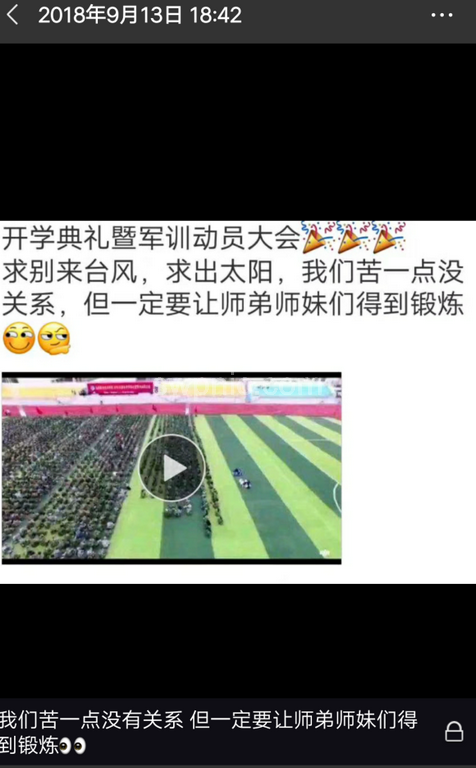 2018年9月13日 18:42
开学典礼暨军训动员大会🎉🎉🎉
求别来台风，求出太阳，我们苦一点没
关系，但一定要让师弟师妹们得到锻炼
我们苦一点没有关系 但一定要让师弟师妹们得
到锻炼👀